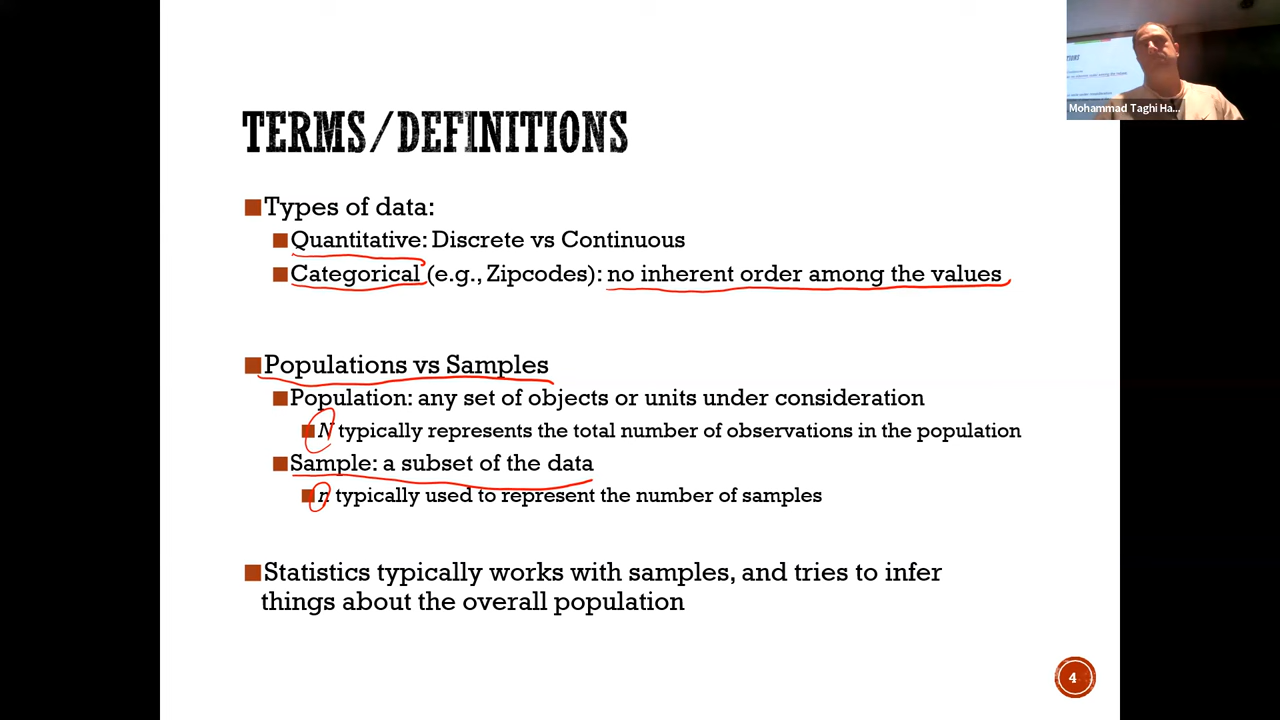 TERMS/DEFINITIONS
Types of data:
Quantitative: Discrete vs Continuous
Categorical (e.g., Zipcodes): no inherent order among the values
Populations vs Samples
Population: any set of objects or units under consideration
N typically represents the total number of observations in the population
Sample: a subset of the data
n typically used to represent the number of samples
Statistics typically works with samples, and tries to infer
things about the overall population
4
Mohammad Taghi Ha...